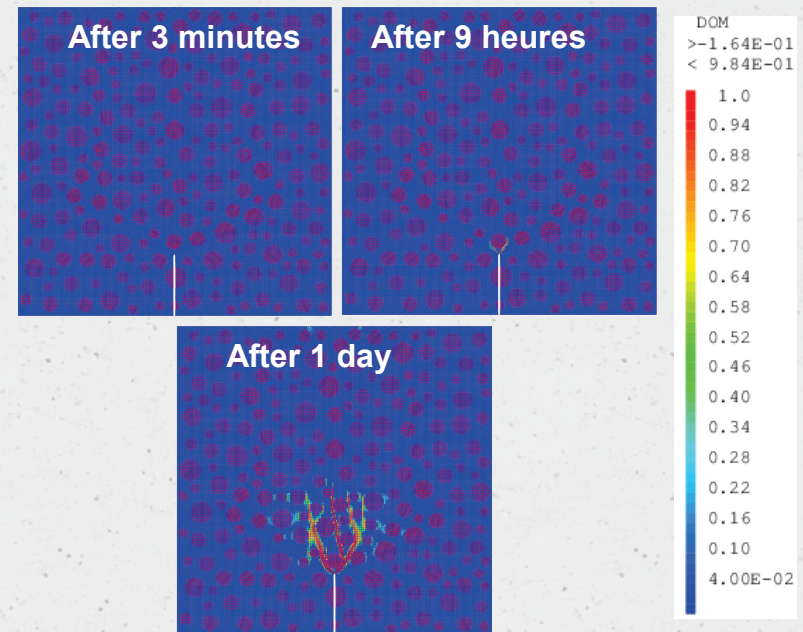 After 3 minutes
After 9 heures
After 1 day
DOM
>-1.64E-01
< 9.84E-01
1.0
0.94
0.88
0.82
0.76
0.70
0.64
0.58
0.52
0.46
0.40
0.34
0.28
0.22
0.16
0.10
4.00E-02